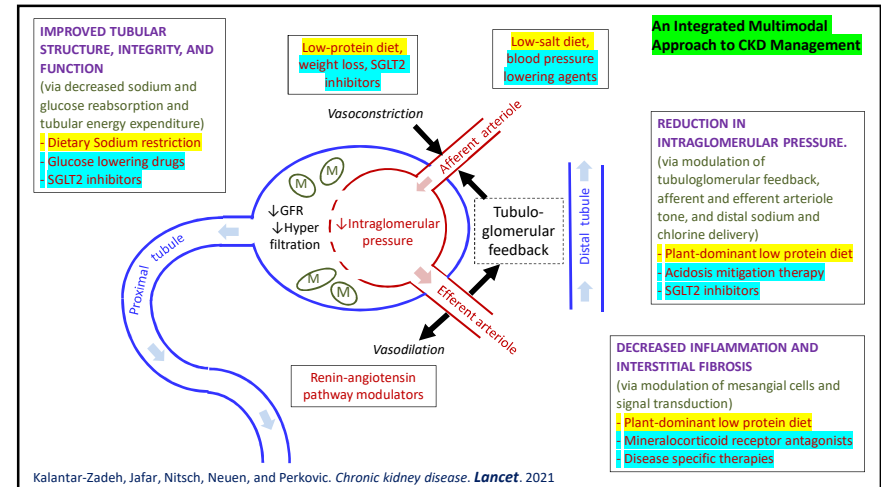 An Integrated Multimodal
Approach to CKD Management
IMPROVED TUBULAR
STRUCTURE, INTEGRITY, AND
FUNCTION
(via decreased sodium and
glucose reabsorption and
tubular energy expenditure)
- Dietary Sodium restriction
- Glucose lowering drugs
- SGLT2 inhibitors
Low-protein diet,
weight loss, SGLT2
inhibitors
Low-salt diet,
blood pressure
lowering agents
Vasoconstriction
Afferent arteriole
M
M
↓GFR
↓Hyper
filtration
↓Intraglomerular
pressure
M
M
Tubulo-
glomerular
feedback
Distal tubule
Proximal tubule
Efferent arteriole
Vasodilation
Renin-angiotensin
pathway modulators
REDUCTION IN
INTRAGLOMERULAR PRESSURE.
(via modulation of
tubuloglomerular feedback,
afferent and efferent arteriole
tone, and distal sodium and
chlorine delivery)
- Plant-dominant low protein diet
- Acidosis mitigation therapy
- SGLT2 inhibitors
DECREASED INFLAMMATION AND
INTERSTITIAL FIBROSIS
(via modulation of mesangial cells and
signal transduction)
- Plant-dominant low protein diet
- Mineralocorticoid receptor antagonists
- Disease specific therapies
Kalantar-Zadeh, Jafar, Nitsch, Neuen, and Perkovic. Chronic kidney disease. Lancet. 2021